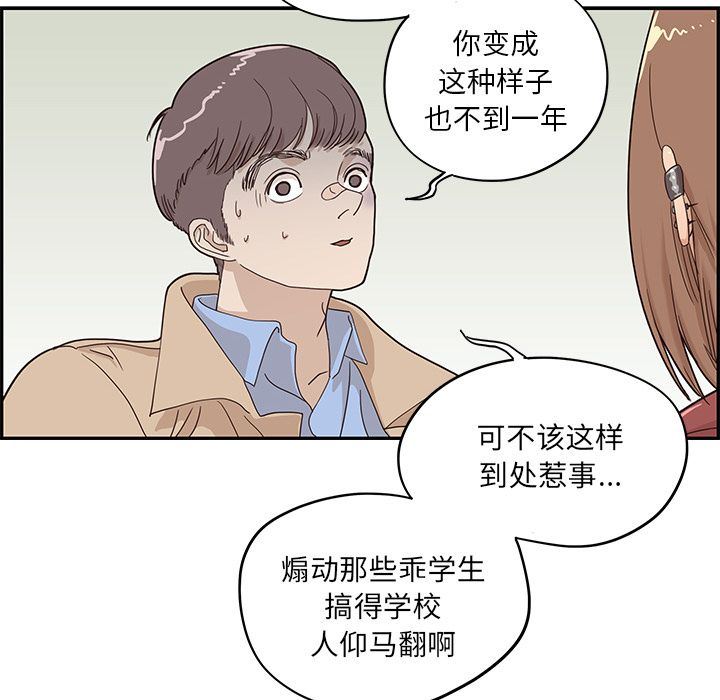 你变成
这种样子
也不到一年
可不该这样
到处惹事...
煽动那些乖学生
搞得学校
人仰马翻啊